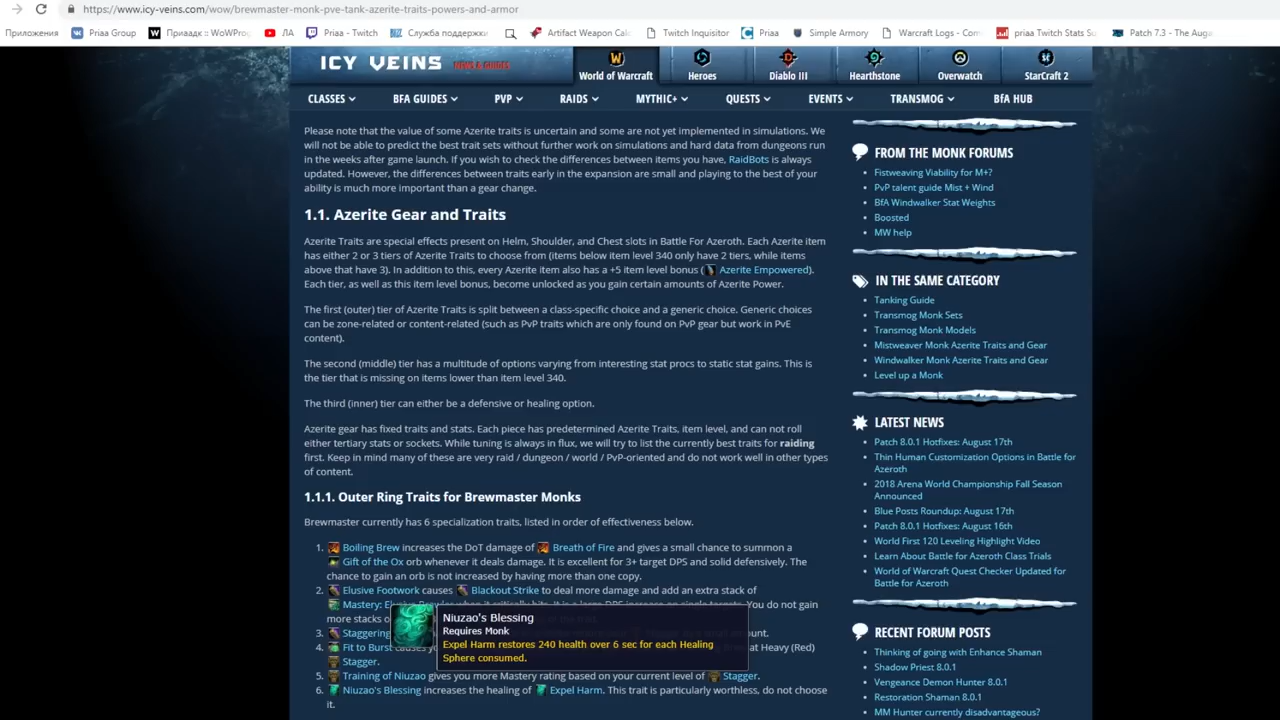 https://www.icy-veins.com/wow/brewmaster-monk-pve-tank-azerite-traits-powers-and-armor
Приложения Priaa Group Приаадк :: WoWProg ЛА Priaa - Twitch Служба поддержки Artifact Weapon Calc Twitch Inquisitor Priaa Simple Armory Warcraft Logs - Com priaa Twitch Stats Su Patch 7.3 - The Auga
ICY VEINS NEWS & GUIDES
World of Warcraft Heroes Diablo III Hearthstone Overwatch StarCraft 2
CLASSES BFA GUIDES PVP RAIDS MYTHIC+ QUESTS EVENTS TRANSMOG BfA HUB
Please note that the value of some Azerite traits is uncertain and some are not yet implemented in simulations. We
will not be able to predict the best trait sets without further work on simulations and hard data from dungeons run
in the weeks after game launch. If you wish to check the differences between items you have, RaidBots is always
updated. However, the differences between traits early in the expansion are small and playing to the best of your
ability is much more important than a gear change.
1.1. Azerite Gear and Traits
Azerite Traits are special effects present on Helm, Shoulder, and Chest slots in Battle For Azeroth. Each Azerite item
has either 2 or 3 tiers of Azerite Traits to choose from (items below item level 340 only have 2 tiers, while items
above that have 3). In addition to this, every Azerite item also has a +5 item level bonus ( Azerite Empowered).
Each tier, as well as this item level bonus, become unlocked as you gain certain amounts of Azerite Power.
The first (outer) tier of Azerite Traits is split between a class-specific choice and a generic choice. Generic choices
can be zone-related or content-related (such as PvP traits which are only found on PvP gear but work in PvE
content).
The second (middle) tier has a multitude of options varying from interesting stat procs to static stat gains. This is
the tier that is missing on items lower than item level 340.
The third (inner) tier can either be a defensive or healing option.
Azerite gear has fixed traits and stats. Each piece has predetermined Azerite Traits, item level, and can not roll
either tertiary stats or sockets. While tuning is always in flux, we will try to list the currently best traits for raiding
first. Keep in mind many of these are very raid / dungeon / world / PvP-oriented and do not work well in other types
of content.
1.1.1. Outer Ring Traits for Brewmaster Monks
Brewmaster currently has 6 specialization traits, listed in order of effectiveness below.
1. Boiling Brew increases the DoT damage of Breath of Fire and gives a small chance to summon a
Gift of the Ox orb whenever it deals damage. It is excellent for 3+ target DPS and solid defensively. The
chance to gain an orb is not increased by having more than one copy.
2. Elusive Footwork causes Blackout Strike to deal more damage and add an extra stack of
Mastery: You do not gain
more stacks
3. Staggering amount.
4. Fit to Burst causes at Heavy (Red)
Stagger.
5. Training of Niuzao gives you more Mastery rating based on your current level of Stagger.
6. Niuzao's Blessing increases the healing of Expel Harm. This trait is particularly worthless, do not choose
it.
Niuzao's Blessing
Requires Monk
Expel Harm restores 240 health over 6 sec for each Healing
Sphere consumed.
FROM THE MONK FORUMS
Fistweaving Viability for M+?
PvP talent guide Mist + Wind
BfA Windwalker Stat Weights
Boosted
MW help
IN THE SAME CATEGORY
Tanking Guide
Transmog Monk Sets
Transmog Monk Models
Mistweaver Monk Azerite Traits and Gear
Windwalker Monk Azerite Traits and Gear
Level up a Monk
LATEST NEWS
Patch 8.0.1 Hotfixes: August 17th
Thin Human Customization Options in Battle for
Azeroth
2018 Arena World Championship Fall Season
Announced
Blue Posts Roundup: August 17th
Patch 8.0.1 Hotfixes: August 16th
World First 120 Leveling Highlight Video
Learn About Battle for Azeroth Class Trials
World of Warcraft Quest Checker Updated for
Battle for Azeroth
RECENT FORUM POSTS
Thinking of going with Enhance Shaman
Shadow Priest 8.0.1
Vengeance Demon Hunter 8.0.1
Restoration Shaman 8.0.1
MM Hunter currently disadvantageous?